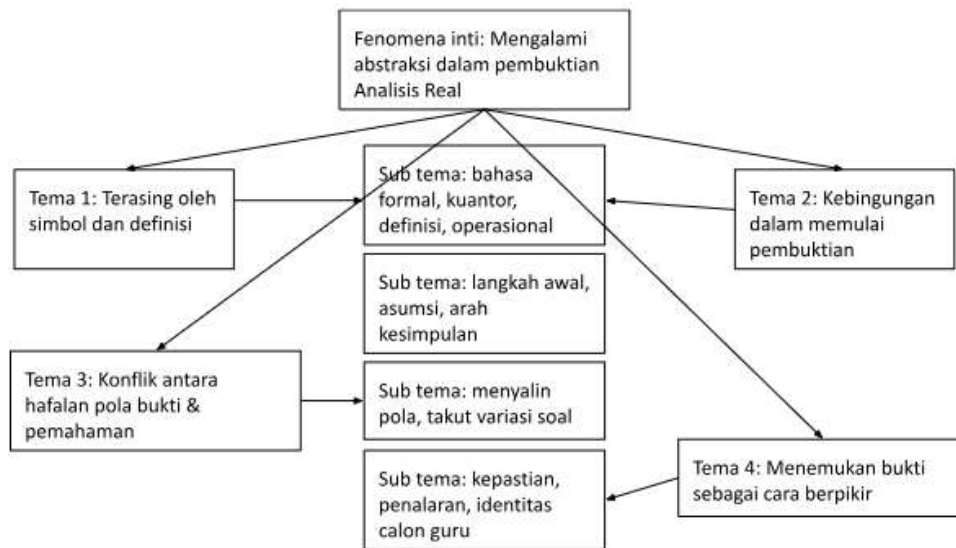 Fenomena inti: Mengalami
abstraksi dalam pembuktian
Analisis Real
Tema 1: Terasing oleh
simbol dan definisi
Sub tema: bahasa
formal, kuantor,
definisi, operasional
Tema 2: Kebingungan
dalam memulai
pembuktian
Sub tema: langkah awal,
asumsi, arah
kesimpulan
Tema 3: Konflik antara
hafalan pola bukti &
pemahaman
Sub tema: menyalin
pola, takut variasi soal
Sub tema: kepastian,
penalaran, identitas
calon guru
Tema 4: Menemukan bukti
sebagai cara berpikir